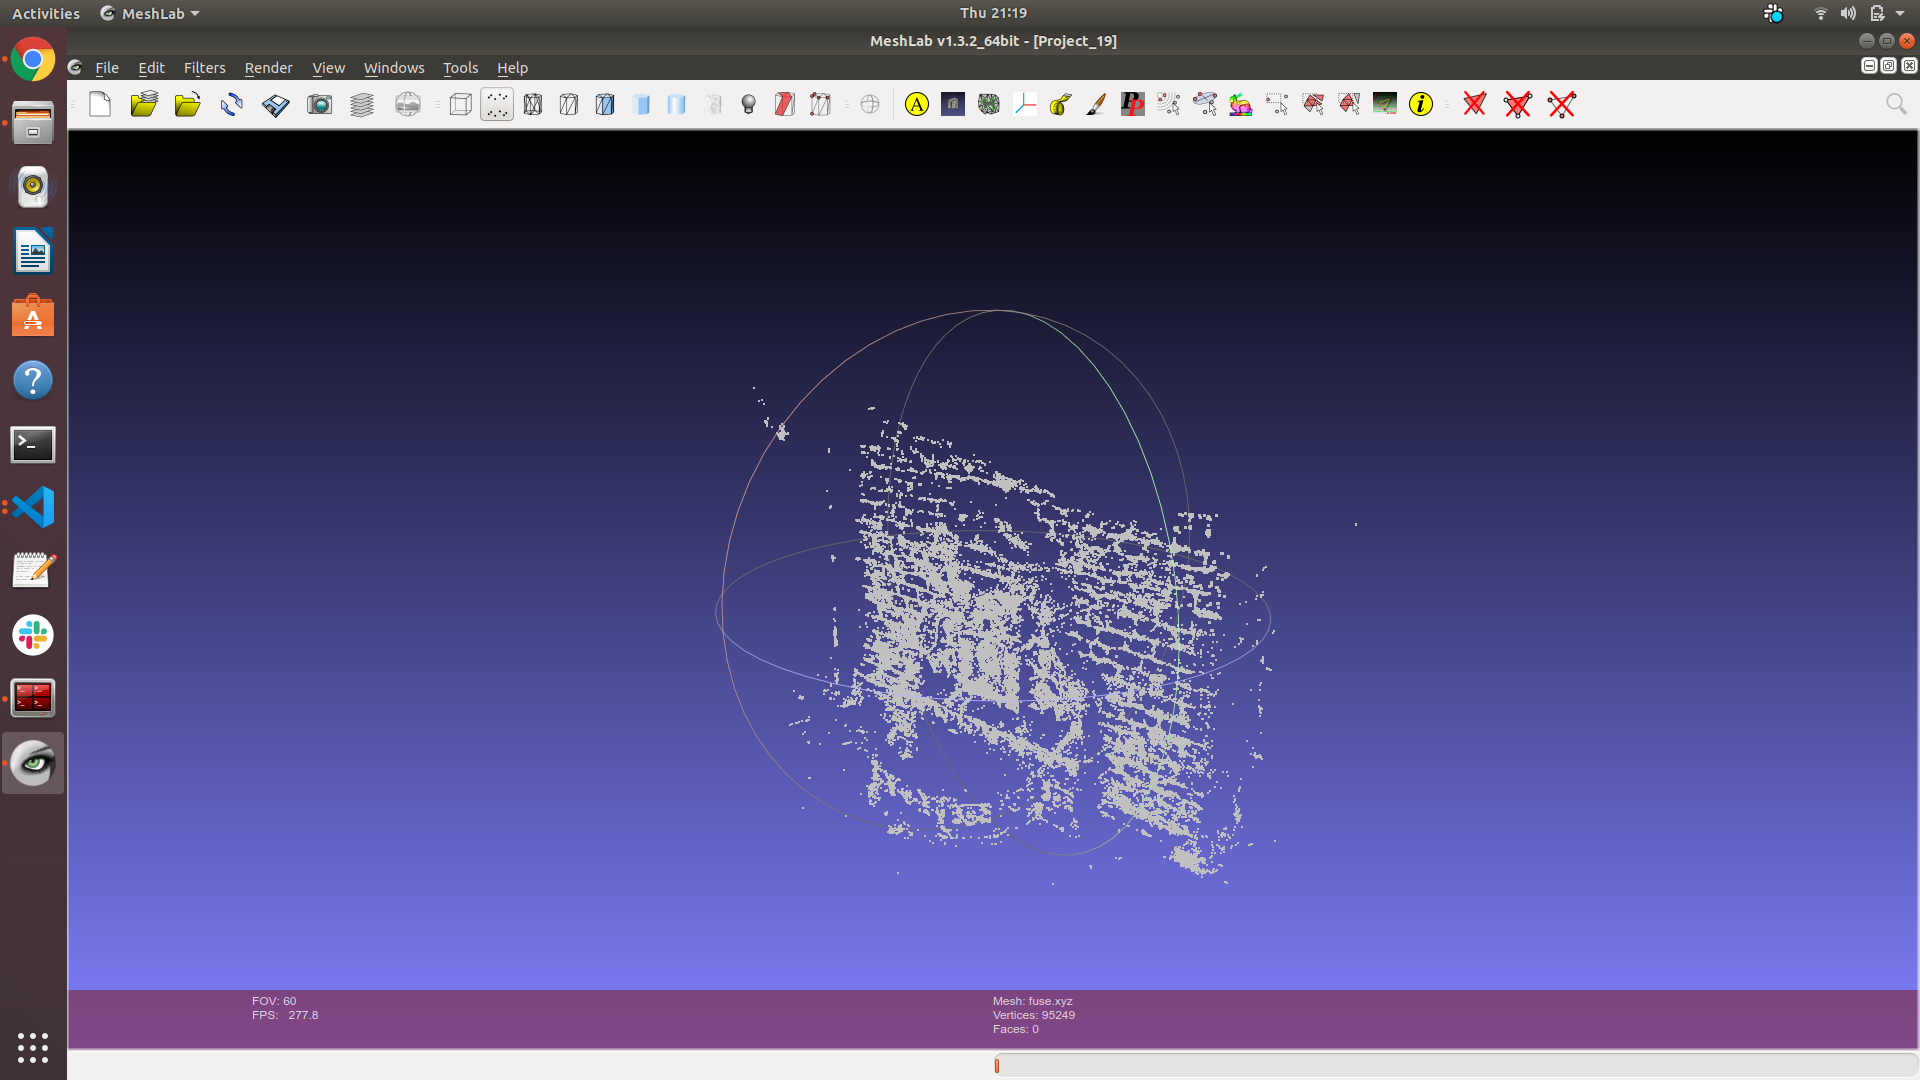 Activities MeshLab Thu 21:19
MeshLab v1.3.2_64bit - [Project_19]
File Edit Filters Render View Windows Tools Help
FOV: 60
FPS: 277.8
Mesh: fuse.xyz
Vertices: 95249
Faces: 0